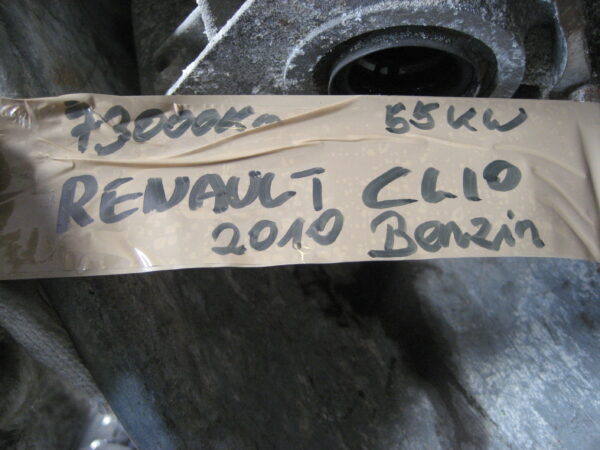 73000Km 55KW
RENAULT CLIO
2010 Benzin